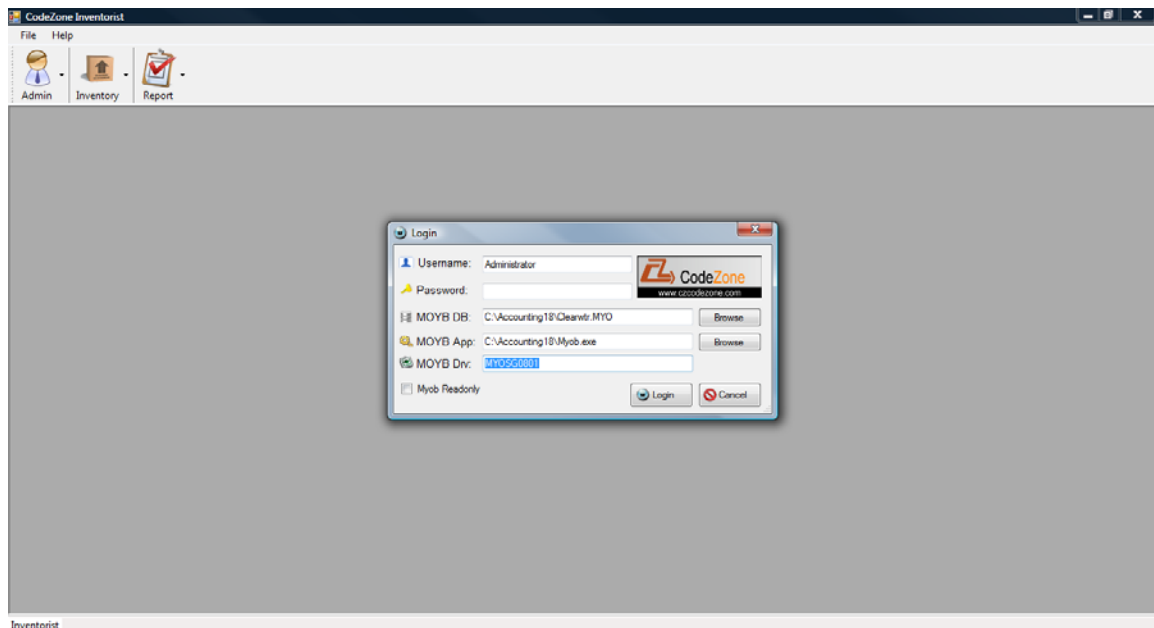 CodeZone Inventorist
File Help
Admin Inventory Report
Login
Username: Administrator
CodeZone
www.czcodezone.com
Password:
MOYB DB: C:\Accounting18\Clearwtr.MYO Browse
MOYB App: C:\Accounting18\Myob.exe Browse
MOYB Drv: MYOSG0801
Myob Readonly Login Cancel
Inventorist